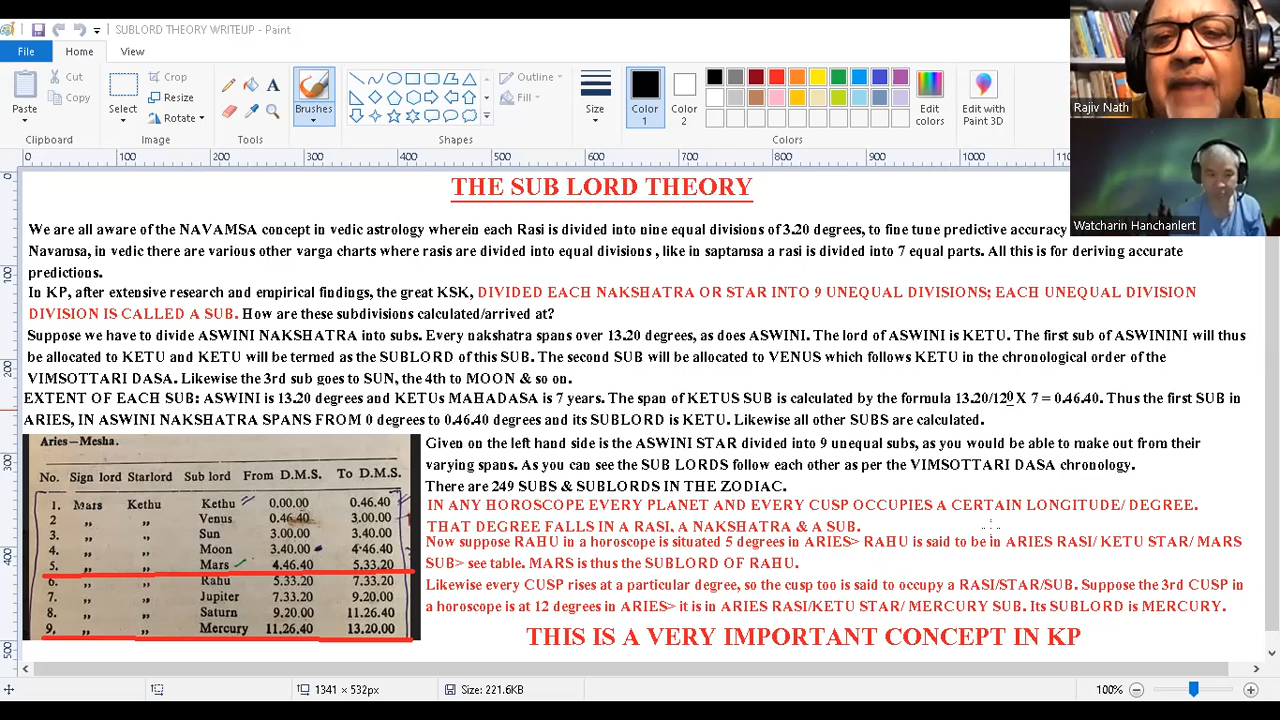 SUBLORD THEORY WRITEUP - Paint
File Home View
Paste
Cut
Copy
Clipboard
Select
Crop
Resize
Rotate
Image
Tools
Brushes
Shapes
Outline
Fill
Size
Color 1
Color 2
Edit colors
Edit with Paint 3D
Colors
Rajiv Nath
Watcharin Hanchanlert
0 100 200 300 400 500 600 700 800 900 1000
THE SUB LORD THEORY
We are all aware of the NAVAMSA concept in vedic astrology wherein each Rasi is divided into nine equal divisions of 3.20 degrees, to fine tune predictive accuracy
Navamsa, in vedic there are various other varga charts where rasis are divided into equal divisions , like in saptamsa a rasi is divided into 7 equal parts. All this is for deriving accurate
predictions.
In KP, after extensive research and empirical findings, the great KSK, DIVIDED EACH NAKSHATRA OR STAR INTO 9 UNEQUAL DIVISIONS; EACH UNEQUAL DIVISION
DIVISION IS CALLED A SUB. How are these subdivisions calculated/arrived at?
Suppose we have to divide ASWINI NAKSHATRA into subs. Every nakshatra spans over 13.20 degrees, as does ASWINI. The lord of ASWINI is KETU. The first sub of ASWININI will thus
be allocated to KETU and KETU will be termed as the SUBLORD of this SUB. The second SUB will be allocated to VENUS which follows KETU in the chronological order of the
VIMSOTTARI DASA. Likewise the 3rd sub goes to SUN, the 4th to MOON & so on.
EXTENT OF EACH SUB: ASWINI is 13.20 degrees and KETUs MAHADASA is 7 years. The span of KETUS SUB is calculated by the formula 13.20/120 X 7 = 0.46.40. Thus the first SUB in
ARIES, IN ASWINI NAKSHATRA SPANS FROM 0 degrees to 0.46.40 degrees and its SUBLORD is KETU. Likewise all other SUBS are calculated.
Aries—Mesha.
No. Sign lord Starlord Sub lord From D.M.S. To D.M.S.
1. Mars Kethu Kethu 0.00.00 0.46.40
2 ,, ,, Venus 0.46.40 3.00.00
3. ,, ,, Sun 3.00.00 3.40.00
4. ,, ,, Moon 3.40.00 4.46.40
5. ,, ,, Mars 4.46.40 5.33.20
6. ,, ,, Rahu 5.33.20 7.33.20
7. ,, ,, Jupiter 7.33.20 9.20.00
8. ,, ,, Saturn 9.20.00 11.26.40
9. ,, ,, Mercury 11.26.40 13.20.00
Given on the left hand side is the ASWINI STAR divided into 9 unequal subs, as you would be able to make out from their
varying spans. As you can see the SUB LORDS follow each other as per the VIMSOTTARI DASA chronology.
There are 249 SUBS & SUBLORDS IN THE ZODIAC.
IN ANY HOROSCOPE EVERY PLANET AND EVERY CUSP OCCUPIES A CERTAIN LONGITUDE/ DEGREE.
THAT DEGREE FALLS IN A RASI, A NAKSHATRA & A SUB.
Now suppose RAHU in a horoscope is situated 5 degrees in ARIES> RAHU is said to be in ARIES RASI/ KETU STAR/ MARS
SUB> see table. MARS is thus the SUBLORD OF RAHU.
Likewise every CUSP rises at a particular degree, so the cusp too is said to occupy a RASI/STAR/SUB. Suppose the 3rd CUSP in
a horoscope is at 12 degrees in ARIES> it is in ARIES RASI/KETU STAR/ MERCURY SUB. Its SUBLORD is MERCURY.
THIS IS A VERY IMPORTANT CONCEPT IN KP
1341 × 532px
Size: 221.6KB
100%